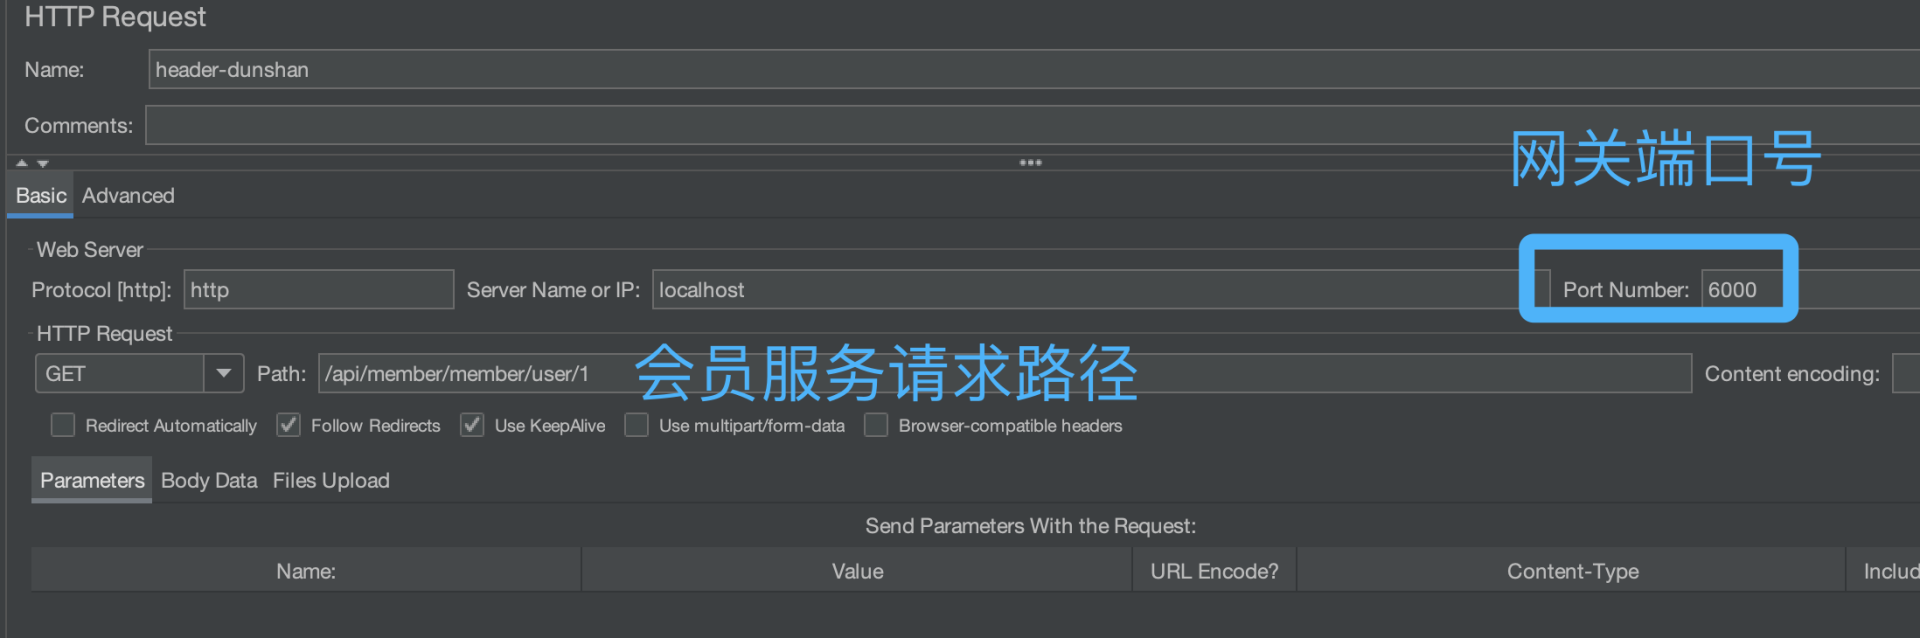 HTTP Request
Name: header-dunshan
Comments:
网关端口号
Basic Advanced
Web Server
Protocol [http]: http Server Name or IP: localhost Port Number: 6000
HTTP Request
GET Path: /api/member/member/user/1 会员服务请求路径 Content encoding:
Redirect Automatically Follow Redirects Use KeepAlive Use multipart/form-data Browser-compatible headers
Parameters Body Data Files Upload
Send Parameters With the Request:
Name: Value URL Encode? Content-Type Includ